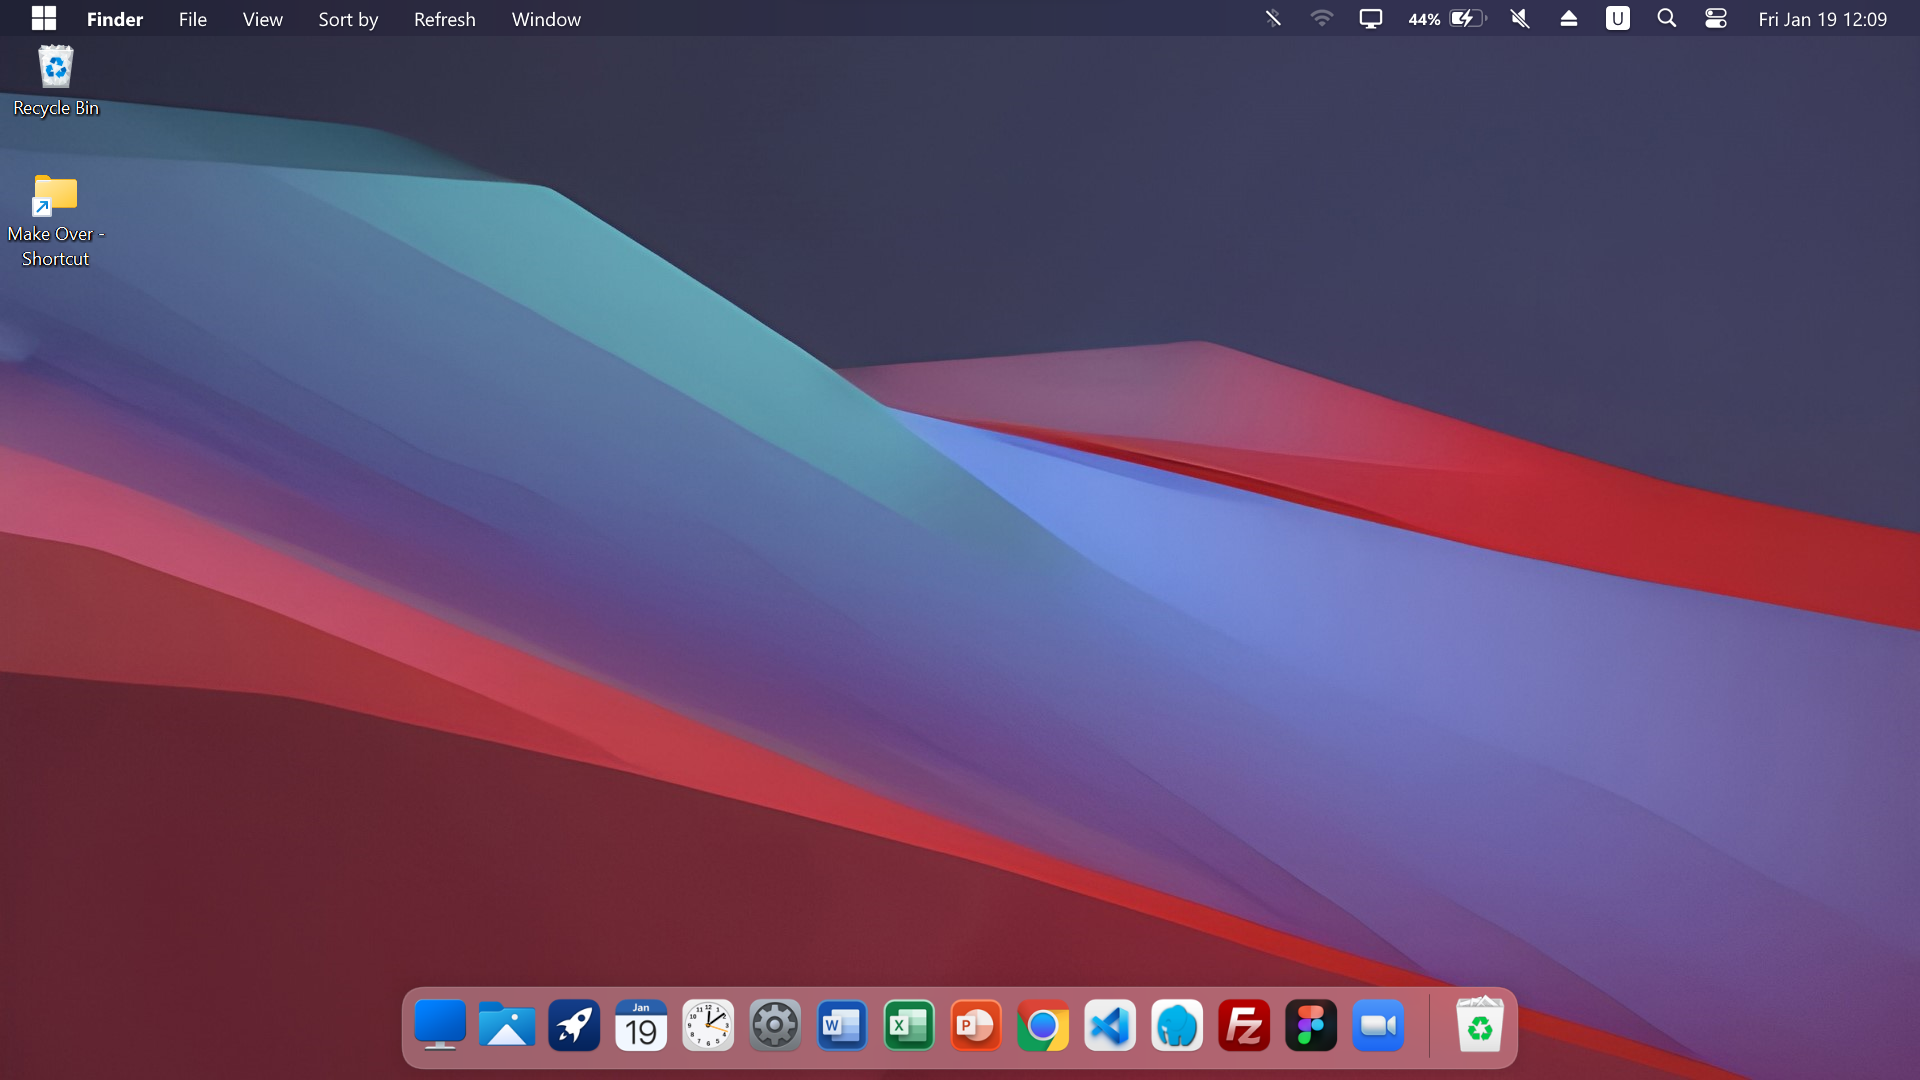 Finder File View Sort by Refresh Window 44% U Fri Jan 19 12:09
Recycle Bin
Make Over -
Shortcut
Jan
19
W
X
P
Fz